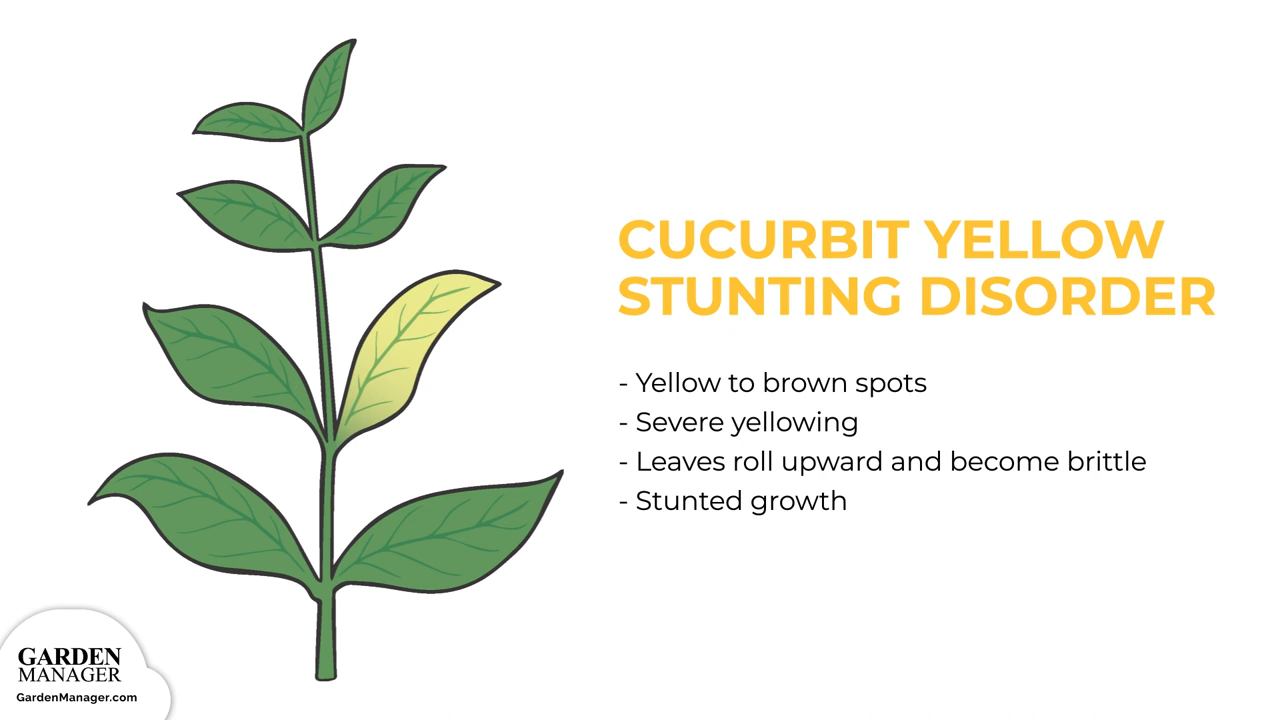 CUCURBIT YELLOW
STUNTING DISORDER
- Yellow to brown spots
- Severe yellowing
- Leaves roll upward and become brittle
- Stunted growth
GARDEN
MANAGER
GardenManager.com